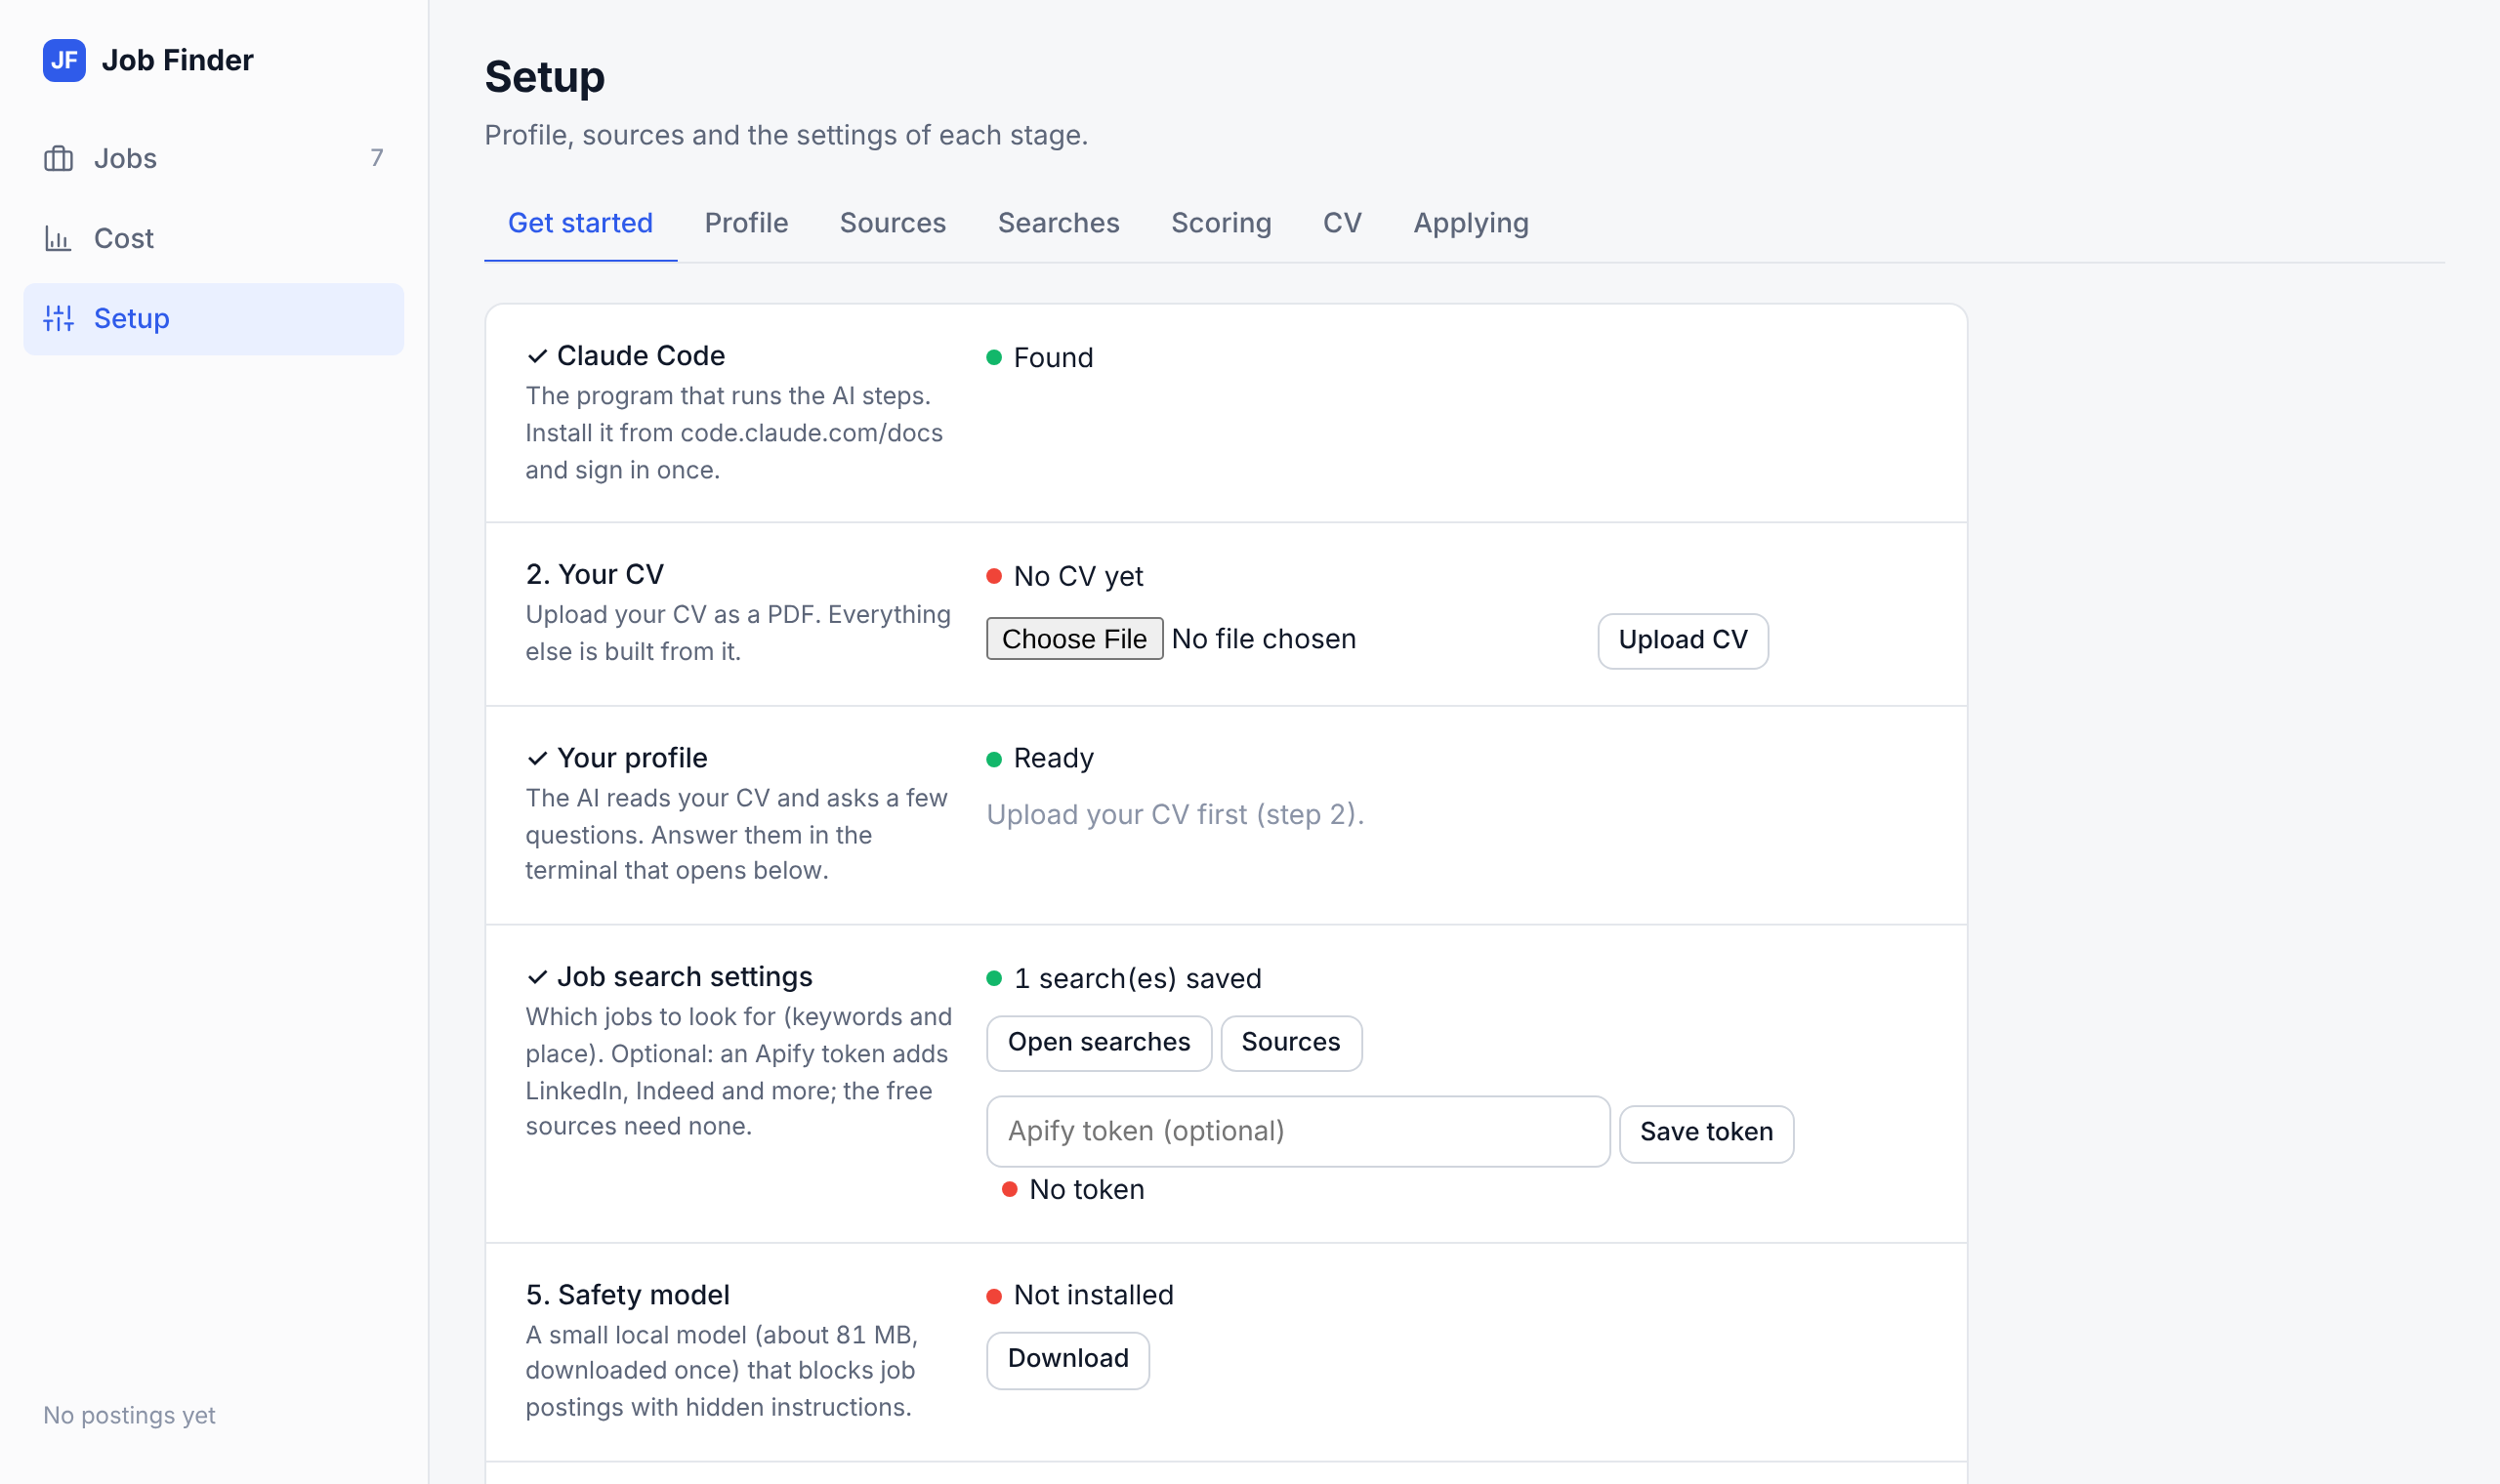 JF Job Finder
Jobs 7
Cost
Setup
No postings yet
Setup
Profile, sources and the settings of each stage.
Get started Profile Sources Searches Scoring CV Applying
✓ Claude Code
The program that runs the AI steps.
Install it from code.claude.com/docs
and sign in once.
Found
2. Your CV
Upload your CV as a PDF. Everything
else is built from it.
No CV yet
Choose File No file chosen Upload CV
✓ Your profile
The AI reads your CV and asks a few
questions. Answer them in the
terminal that opens below.
Ready
Upload your CV first (step 2).
✓ Job search settings
Which jobs to look for (keywords and
place). Optional: an Apify token adds
LinkedIn, Indeed and more; the free
sources need none.
1 search(es) saved
Open searches Sources
Apify token (optional) Save token
No token
5. Safety model
A small local model (about 81 MB,
downloaded once) that blocks job
postings with hidden instructions.
Not installed
Download